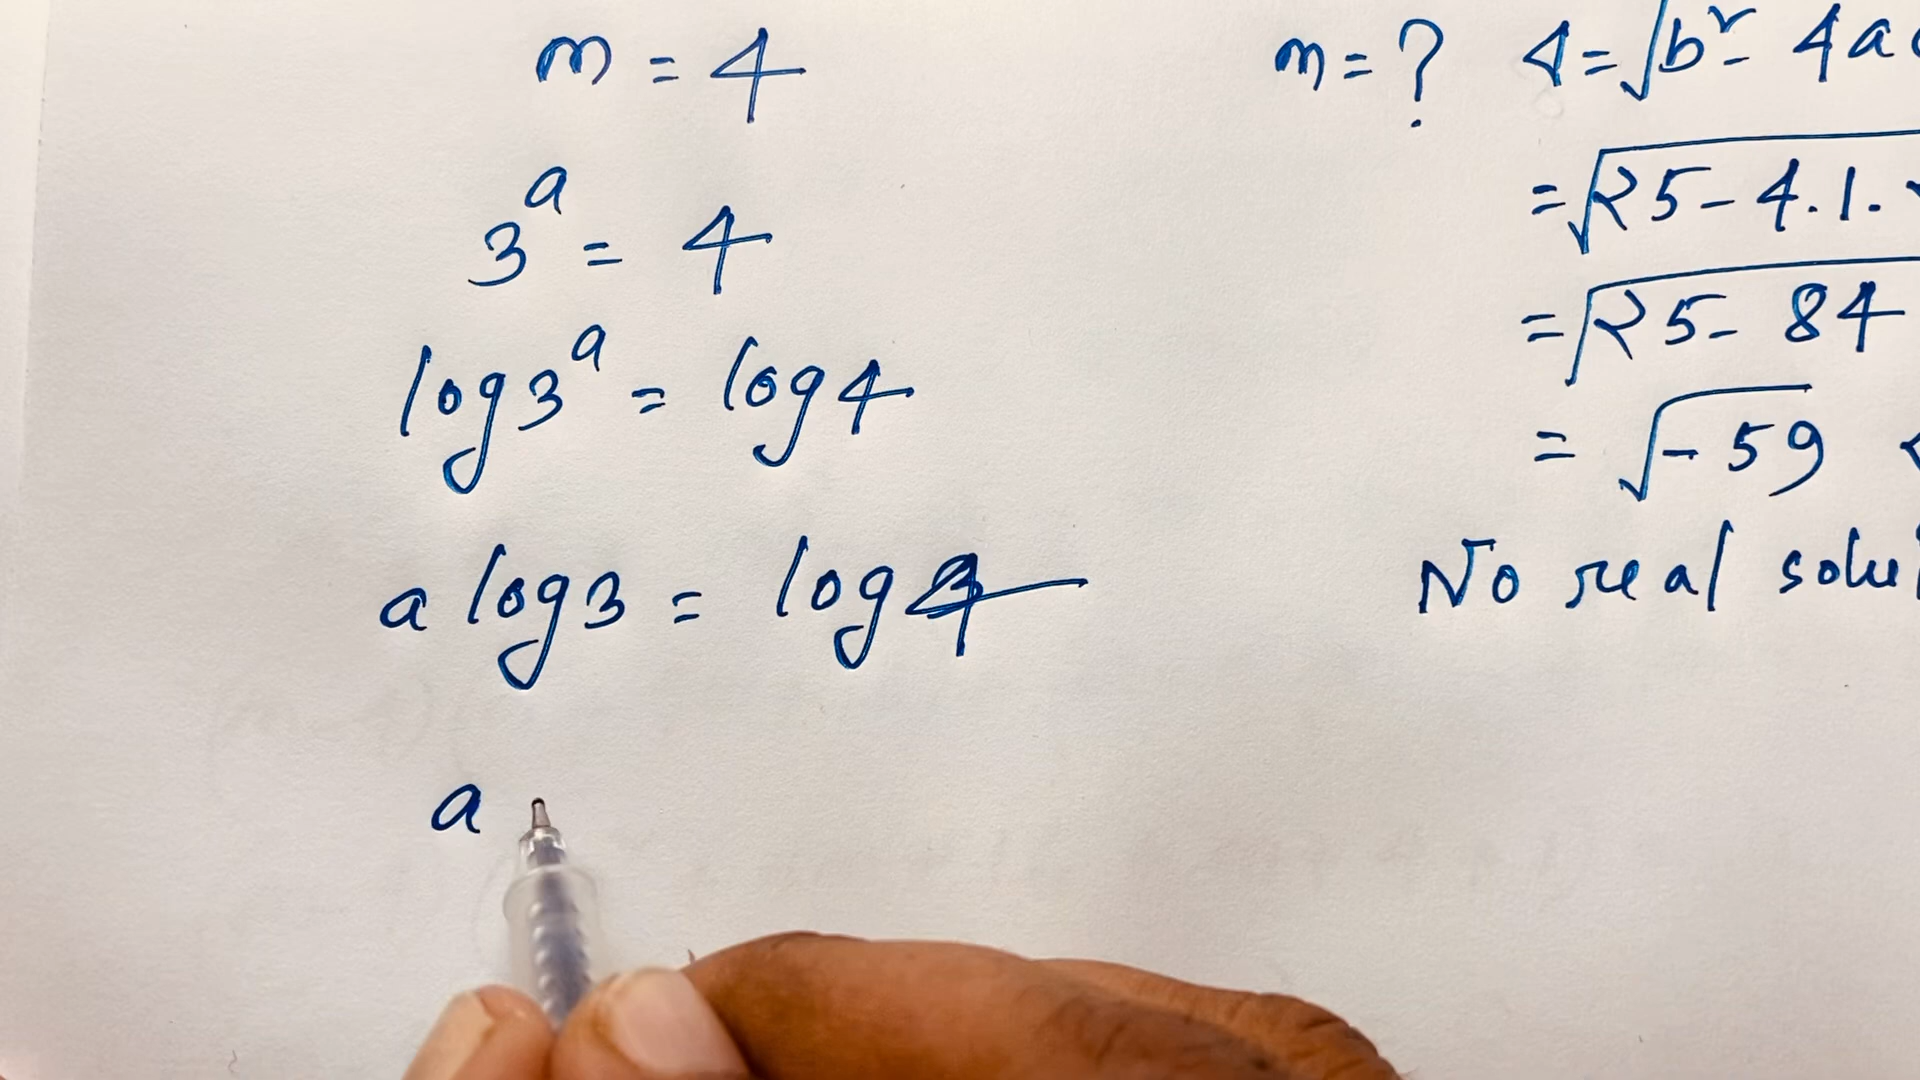 m = 4
3^a = 4
log 3^a = log 4
a log 3 = log 4
a
m = ? Δ = √b² - 4a
= √25 - 4.1.
= √25 - 84
= √-59
No real